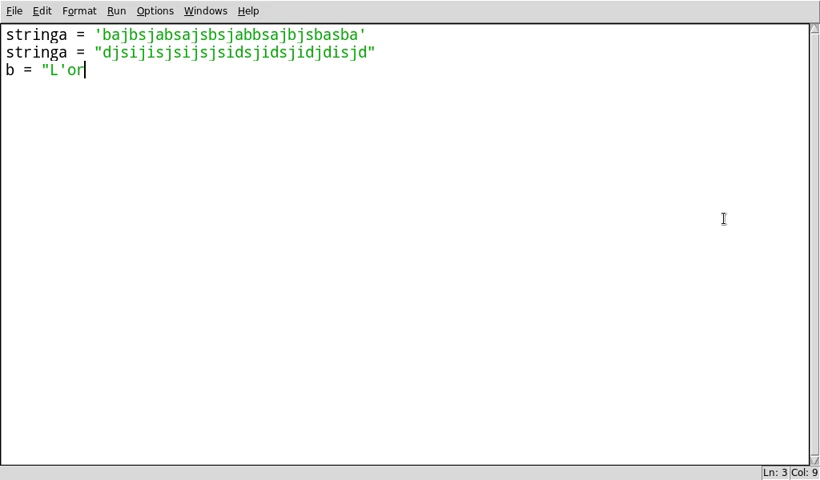 File Edit Format Run Options Windows Help
stringa = 'bajbsjabsajsbsjabbsajbjsbasba'
stringa = "djsijisjsijsjsidsjidsjidjdisjd"
b = "L'or
Ln: 3 Col: 9